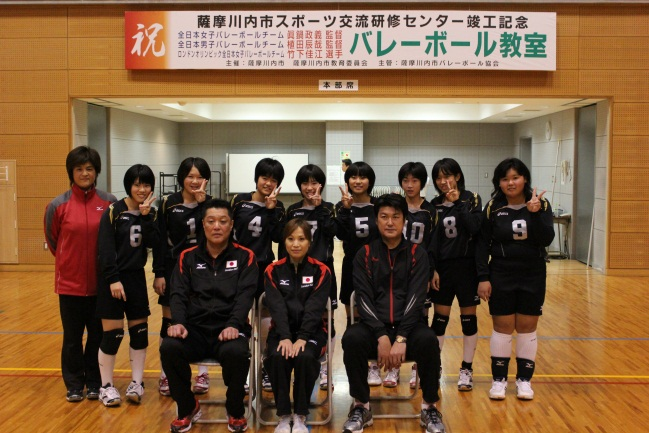 祝
薩摩川内市スポーツ交流研修センター竣工記念
全日本女子バレーボールチーム 眞鍋政義 監督
全日本男子バレーボールチーム 植田辰哉 監督
ロンドンオリンピック全日本女子バレーボールチーム 竹下佳江 選手
バレーボール教室
主催：薩摩川内市 薩摩川内市教育委員会 主管：薩摩川内市バレーボール協会
本部席
6
1
4
7
5
10
8
9